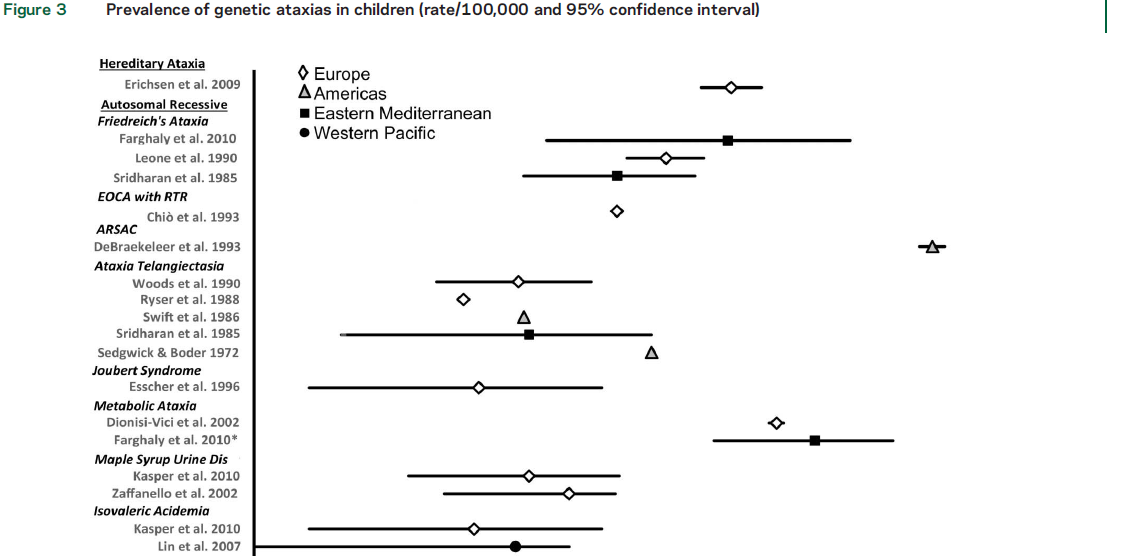 Figure 3 Prevalence of genetic ataxias in children (rate/100,000 and 95% confidence interval)
Hereditary Ataxia
Erichsen et al. 2009
Autosomal Recessive
Friedreich's Ataxia
Farghaly et al. 2010
Leone et al. 1990
Sridharan et al. 1985
EOCA with RTR
Chiò et al. 1993
ARSAC
DeBraekeleer et al. 1993
Ataxia Telangiectasia
Woods et al. 1990
Ryser et al. 1988
Swift et al. 1986
Sridharan et al. 1985
Sedgwick & Boder 1972
Joubert Syndrome
Esscher et al. 1996
Metabolic Ataxia
Dionisi-Vici et al. 2002
Farghaly et al. 2010*
Maple Syrup Urine Dis
Kasper et al. 2010
Zaffanello et al. 2002
Isovaleric Acidemia
Kasper et al. 2010
Lin et al. 2007
Europe
Americas
Eastern Mediterranean
Western Pacific